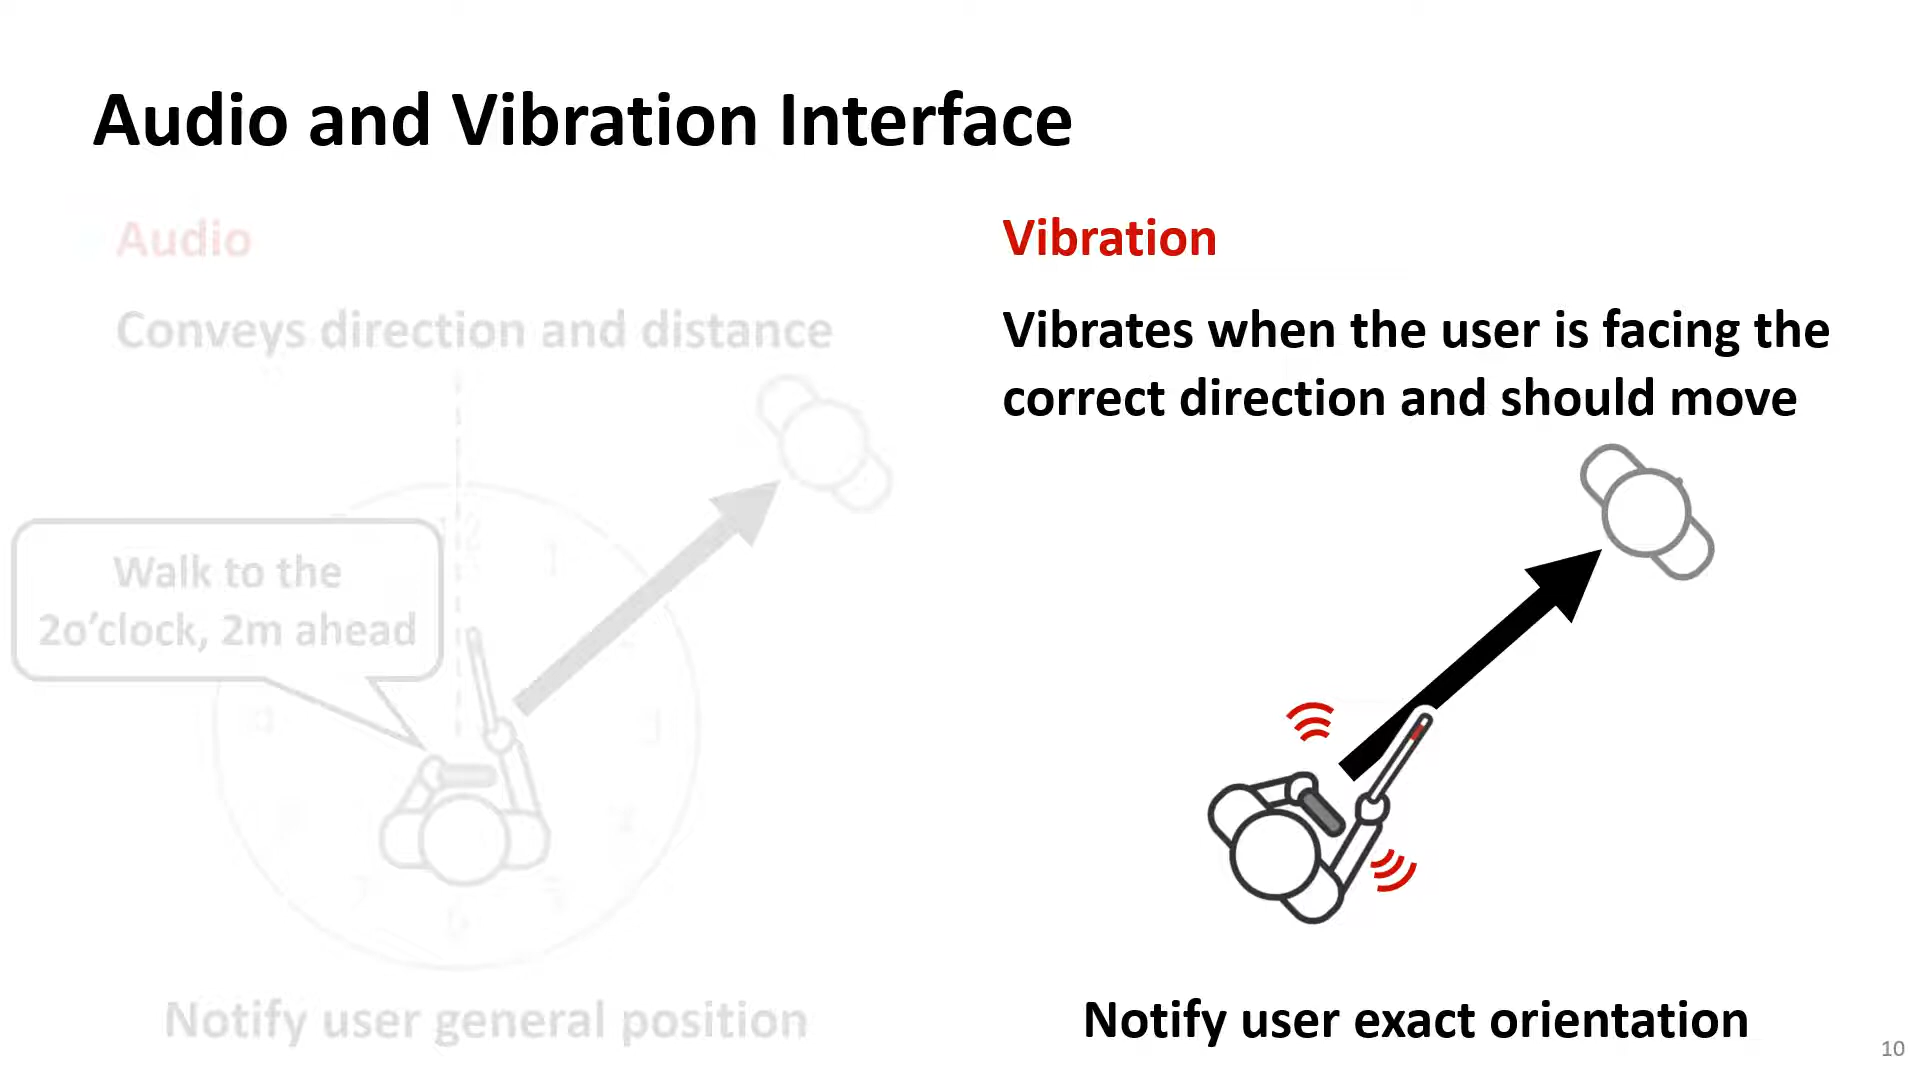 Audio and Vibration Interface
Audio
Conveys direction and distance
Walk to the
2o'clock, 2m ahead
Notify user general position
Vibration
Vibrates when the user is facing the
correct direction and should move
Notify user exact orientation
10